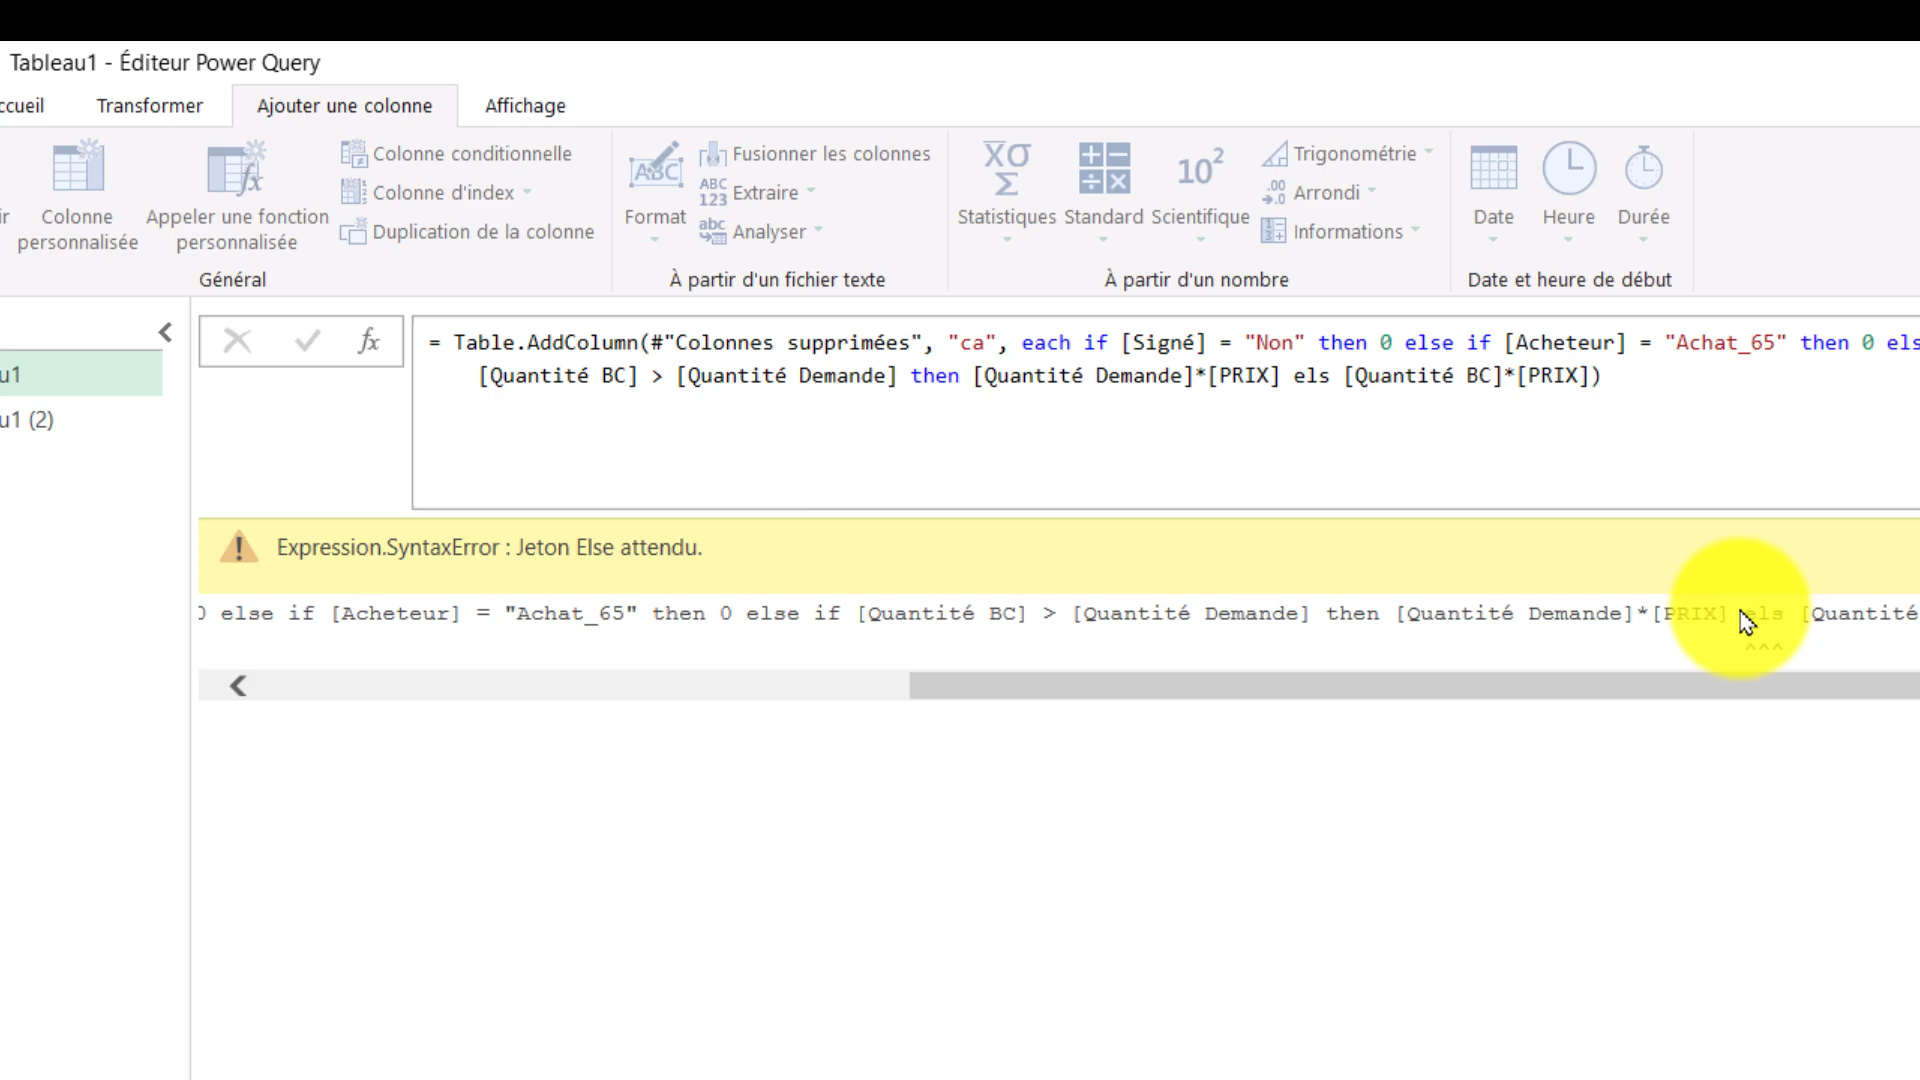 Tableau1 - Éditeur Power Query
ccueil Transformer Ajouter une colonne Affichage
Colonne personnalisée
Appeler une fonction personnalisée
Colonne conditionnelle
Colonne d'index
Duplication de la colonne
Général
Format
Fusionner les colonnes
Extraire
Analyser
À partir d'un fichier texte
Statistiques
Standard
Scientifique
Trigonométrie
Arrondi
Informations
À partir d'un nombre
Date
Heure
Durée
Date et heure de début
u1
u1 (2)
= Table.AddColumn(#"Colonnes supprimées", "ca", each if [Signé] = "Non" then 0 else if [Acheteur] = "Achat_65" then 0 els
[Quantité BC] > [Quantité Demande] then [Quantité Demande]*[PRIX] els [Quantité BC]*[PRIX])
Expression.SyntaxError : Jeton Else attendu.
0 else if [Acheteur] = "Achat_65" then 0 else if [Quantité BC] > [Quantité Demande] then [Quantité Demande]*[PRIX] els [Quantité
^^^